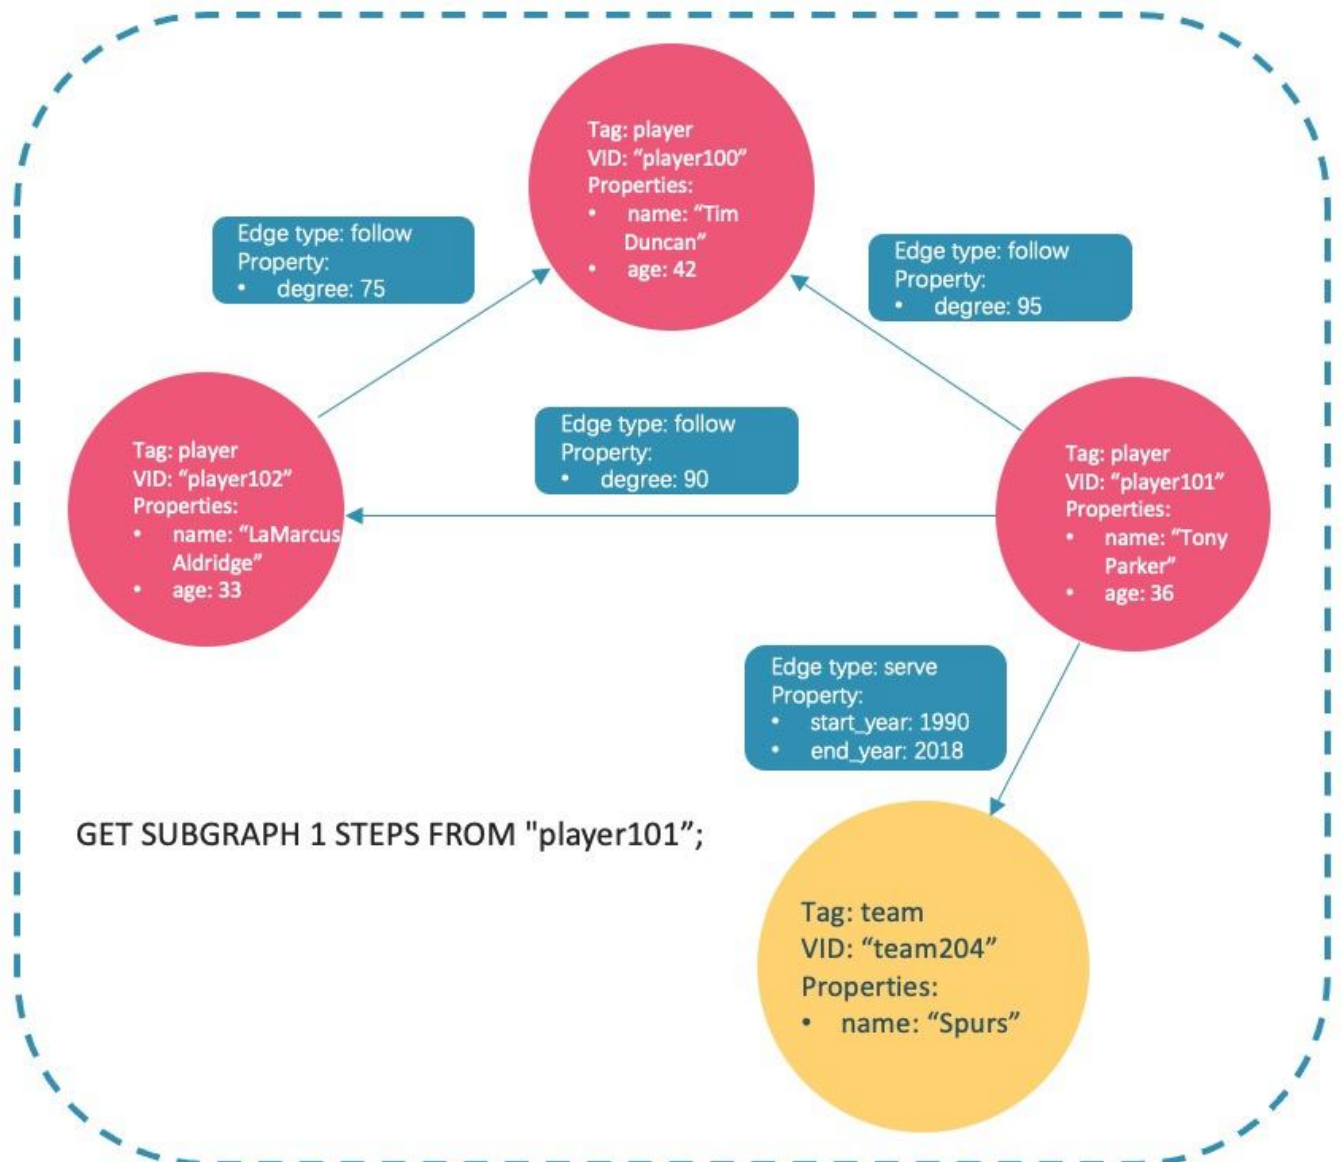 Tag: player
VID: “player100”
Properties:
• name: “Tim
Duncan”
• age: 42
Edge type: follow
Property:
• degree: 75
Edge type: follow
Property:
• degree: 95
Edge type: follow
Property:
• degree: 90
Tag: player
VID: “player102”
Properties:
• name: “LaMarcus
Aldridge”
• age: 33
Tag: player
VID: “player101”
Properties:
• name: “Tony
Parker”
• age: 36
Edge type: serve
Property:
• start_year: 1990
• end_year: 2018
GET SUBGRAPH 1 STEPS FROM "player101”;
Tag: team
VID: “team204”
Properties:
• name: “Spurs”